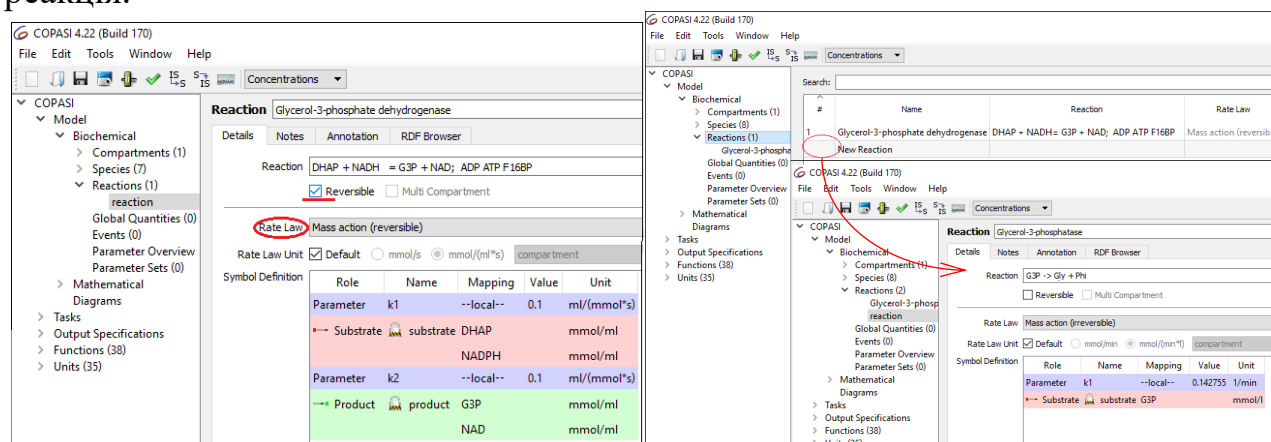 реакція.
COPASI 4.22 (Build 170)
File Edit Tools Window Help
Concentrations
COPASI
Model
Biochemical
Compartments (1)
Species (7)
Reactions (1)
reaction
Global Quantities (0)
Events (0)
Parameter Overview
Parameter Sets (0)
Mathematical
Diagrams
Tasks
Output Specifications
Functions (38)
Units (35)
Reaction Glycerol-3-phosphate dehydrogenase
Details Notes Annotation RDF Browser
Reaction DHAP + NADH = G3P + NAD; ADP ATP F16BP
Reversible Multi Compartment
Rate Law Mass action (reversible)
Rate Law Unit Default mmol/s mmol/(ml*s) compartment
Symbol Definition Role Name Mapping Value Unit
Parameter k1 --local-- 0.1 ml/(mmol*s)
Substrate substrate DHAP mmol/ml
NADPH mmol/ml
Parameter k2 --local-- 0.1 ml/(mmol*s)
Product product G3P mmol/ml
NAD mmol/ml
COPASI 4.22 (Build 170)
File Edit Tools Window Help
Concentrations
COPASI
Model
Biochemical
Compartments (1)
Species (8)
Reactions (1)
Glycerol-3-phospha
Global Quantities (0)
Events (0)
Parameter Overview
Parameter Sets (0)
Mathematical
Diagrams
Tasks
Output Specifications
Functions (38)
Units (35)
Search:
# Name Reaction Rate Law
1 Glycerol-3-phosphate dehydrogenase DHAP + NADH = G3P + NAD; ADP ATP F16BP Mass action (reversib
New Reaction
COPASI 4.22 (Build 170)
File Edit Tools Window Help
Concentrations
COPASI
Model
Biochemical
Compartments (1)
Species (8)
Reactions (2)
Glycerol-3-phosp
reaction
Global Quantities (0)
Events (0)
Parameter Overview
Parameter Sets (0)
Mathematical
Diagrams
Tasks
Output Specifications
Functions (38)
Units (35)
Reaction Glycerol-3-phosphatase
Details Notes Annotation RDF Browser
Reaction G3P -> Gly + Phi
Reversible Multi Compartment
Rate Law Mass action (irreversible)
Rate Law Unit Default mmol/min mmol/(min*l) compartment
Symbol Definition Role Name Mapping Value Unit
Parameter k1 --local-- 0.142755 1/min
Substrate substrate G3P mmol/l